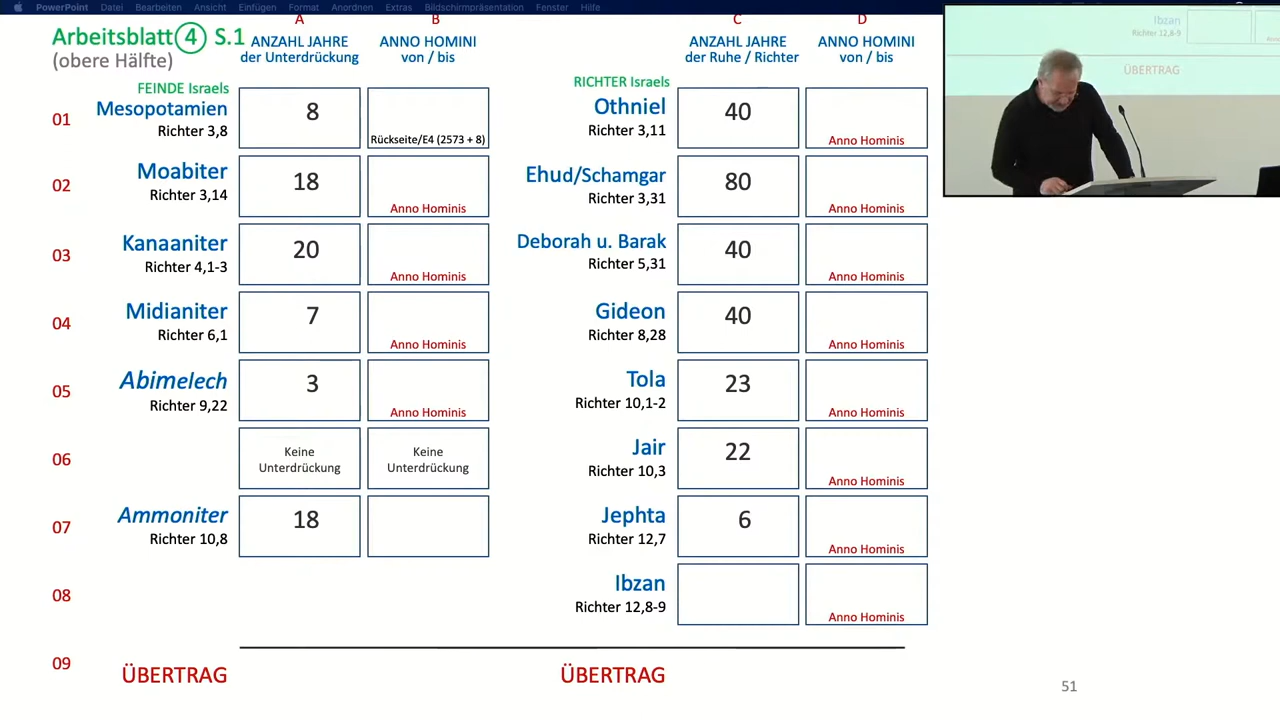 PowerPoint Datei Bearbeiten Ansicht Einfügen Format Anordnen Extras Bildschirmpräsentation Fenster Hilfe
Arbeitsblatt 4 S.1
(obere Hälfte)
A B C D
ANZAHL JAHRE
der Unterdrückung
ANNO HOMINI
von / bis
ANZAHL JAHRE
der Ruhe / Richter
ANNO HOMINI
von / bis
FEINDE Israels
RICHTER Israels
01
Mesopotamien
Richter 3,8
8
Rückseite/E4 (2573 + 8)
Othniel
Richter 3,11
40
Anno Hominis
02
Moabiter
Richter 3,14
18
Anno Hominis
Ehud/Schamgar
Richter 3,31
80
Anno Hominis
03
Kanaaniter
Richter 4,1-3
20
Anno Hominis
Deborah u. Barak
Richter 5,31
40
Anno Hominis
04
Midianiter
Richter 6,1
7
Anno Hominis
Gideon
Richter 8,28
40
Anno Hominis
05
Abimelech
Richter 9,22
3
Anno Hominis
Tola
Richter 10,1-2
23
Anno Hominis
06
Keine
Unterdrückung
Keine
Unterdrückung
Jair
Richter 10,3
22
Anno Hominis
07
Ammoniter
Richter 10,8
18
Jephta
Richter 12,7
6
Anno Hominis
08
Ibzan
Richter 12,8-9
Anno Hominis
09
ÜBERTRAG
ÜBERTRAG
51
Ibzan
Richter 12,8-9
ÜBERTRAG